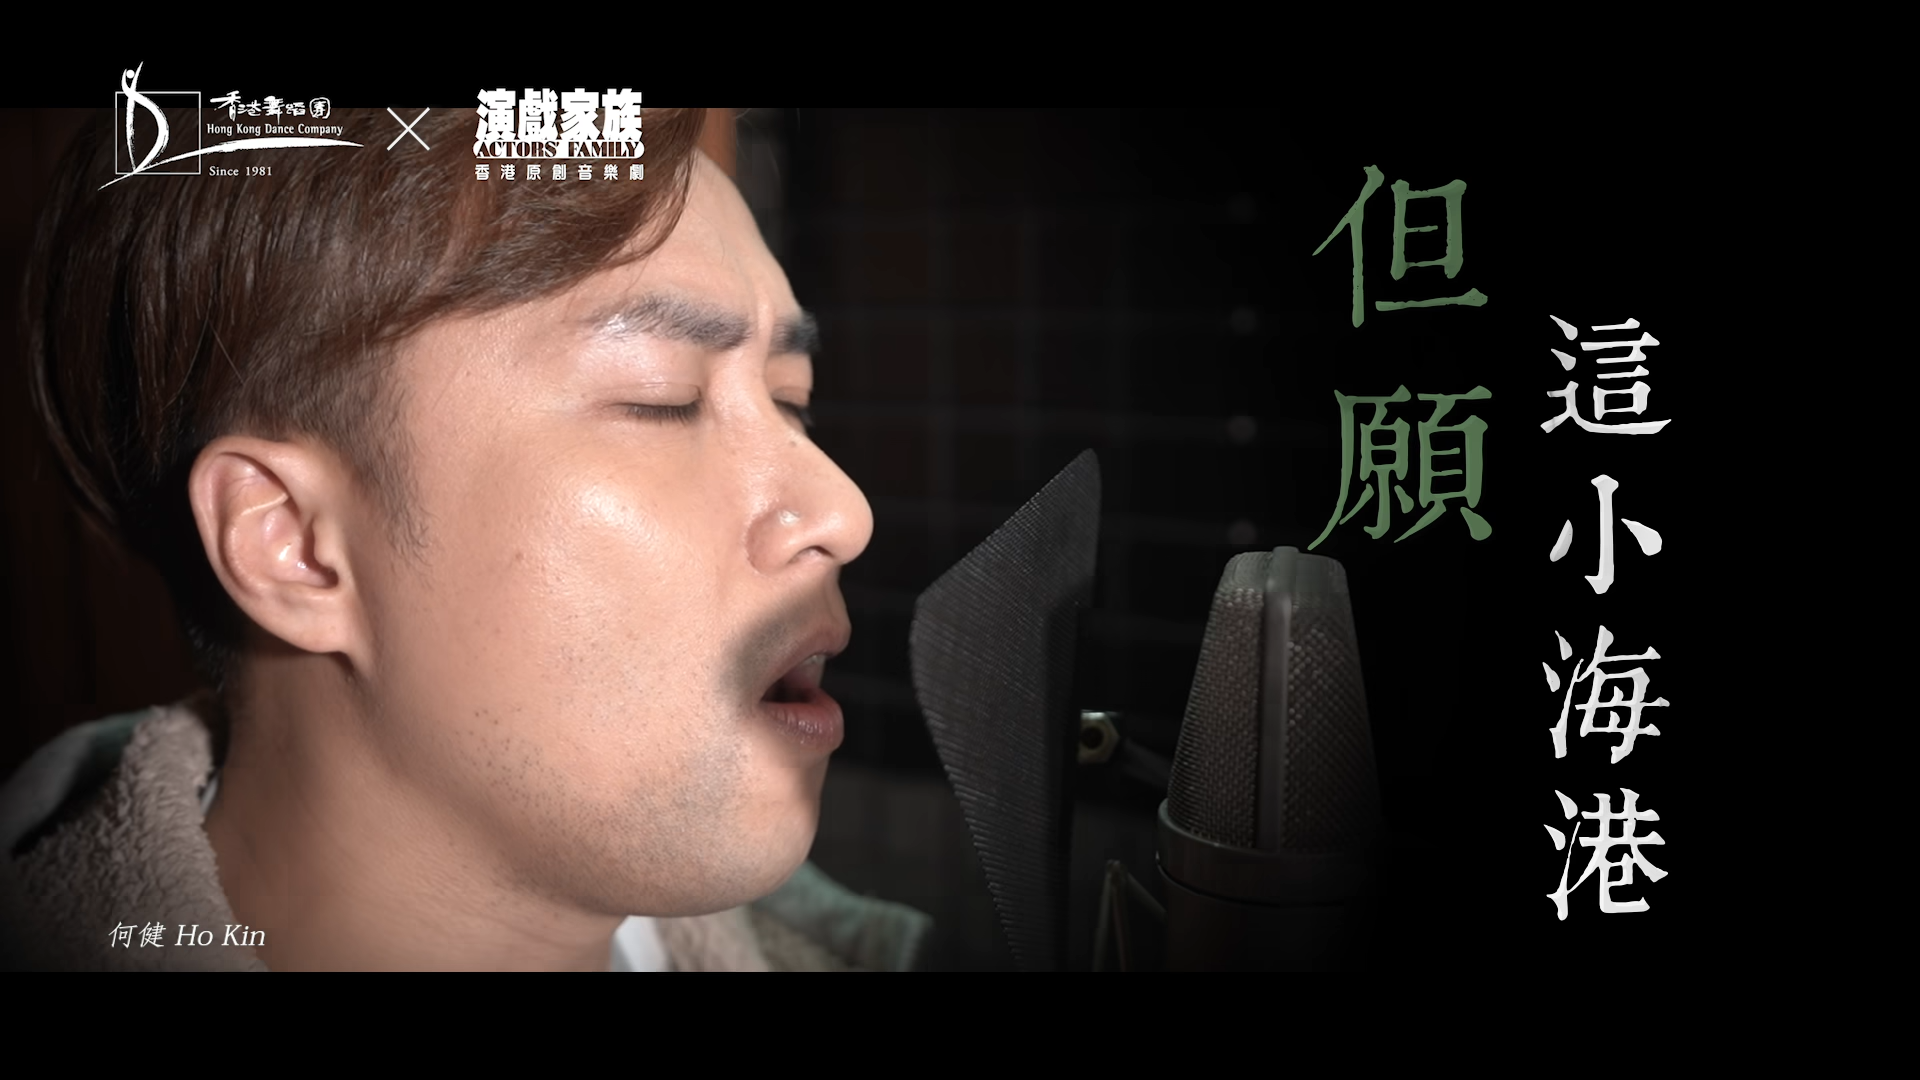 香港舞蹈團
Hong Kong Dance Company
Since 1981
演戲家族
ACTORS' FAMILY
香港原創音樂劇
但願
這小海港
何健 Ho Kin